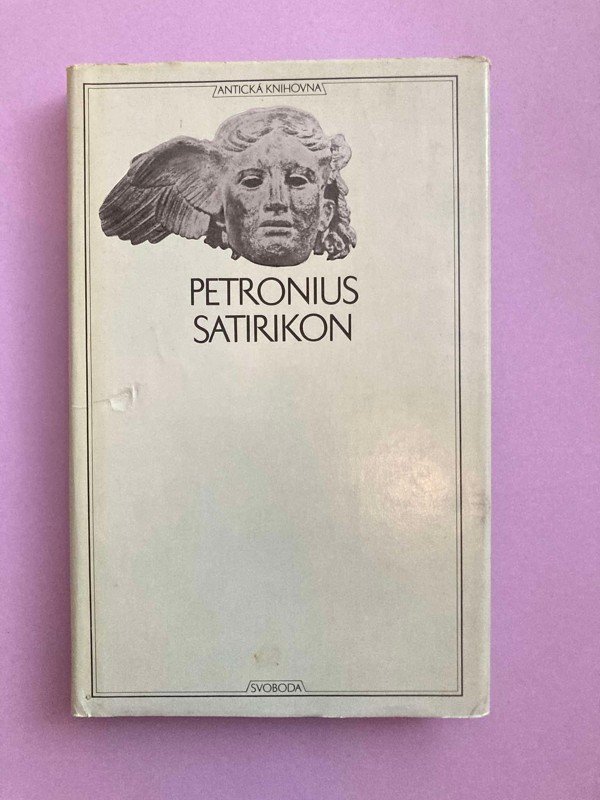 ANTICKÁ KNIHOVNA
PETRONIUS
SATIRIKON
SVOBODA